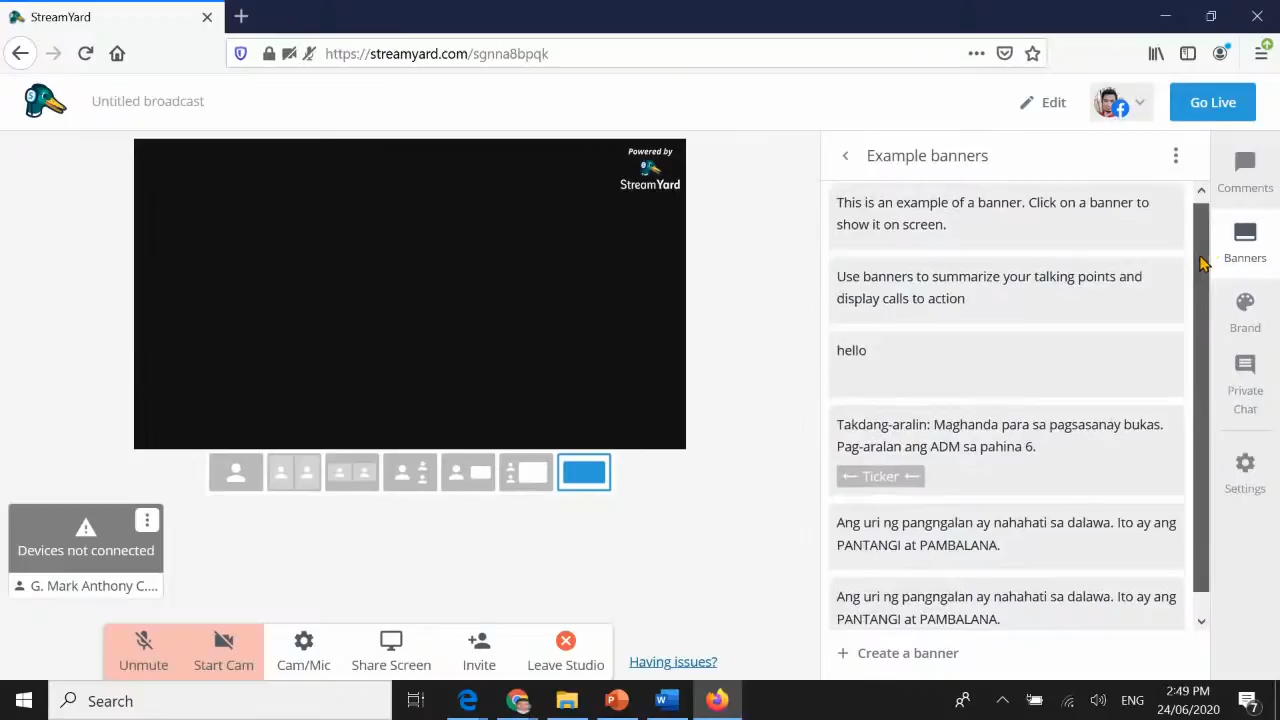 StreamYard
https://streamyard.com/sgnna8bpqk
Untitled broadcast
Edit
Go Live
Powered by
StreamYard
Example banners
This is an example of a banner. Click on a banner to
show it on screen.
Use banners to summarize your talking points and
display calls to action
hello
Takdang-aralin: Maghanda para sa pagsasanay bukas.
Pag-aralan ang ADM sa pahina 6.
← Ticker ←
Ang uri ng pangngalan ay nahahati sa dalawa. Ito ay ang
PANTANGI at PAMBALANA.
Ang uri ng pangngalan ay nahahati sa dalawa. Ito ay ang
PANTANGI at PAMBALANA.
+ Create a banner
Comments
Banners
Brand
Private
Chat
Settings
Devices not connected
G. Mark Anthony C....
Unmute
Start Cam
Cam/Mic
Share Screen
Invite
Leave Studio
Having issues?
Search
ENG
2:49 PM
24/06/2020
7